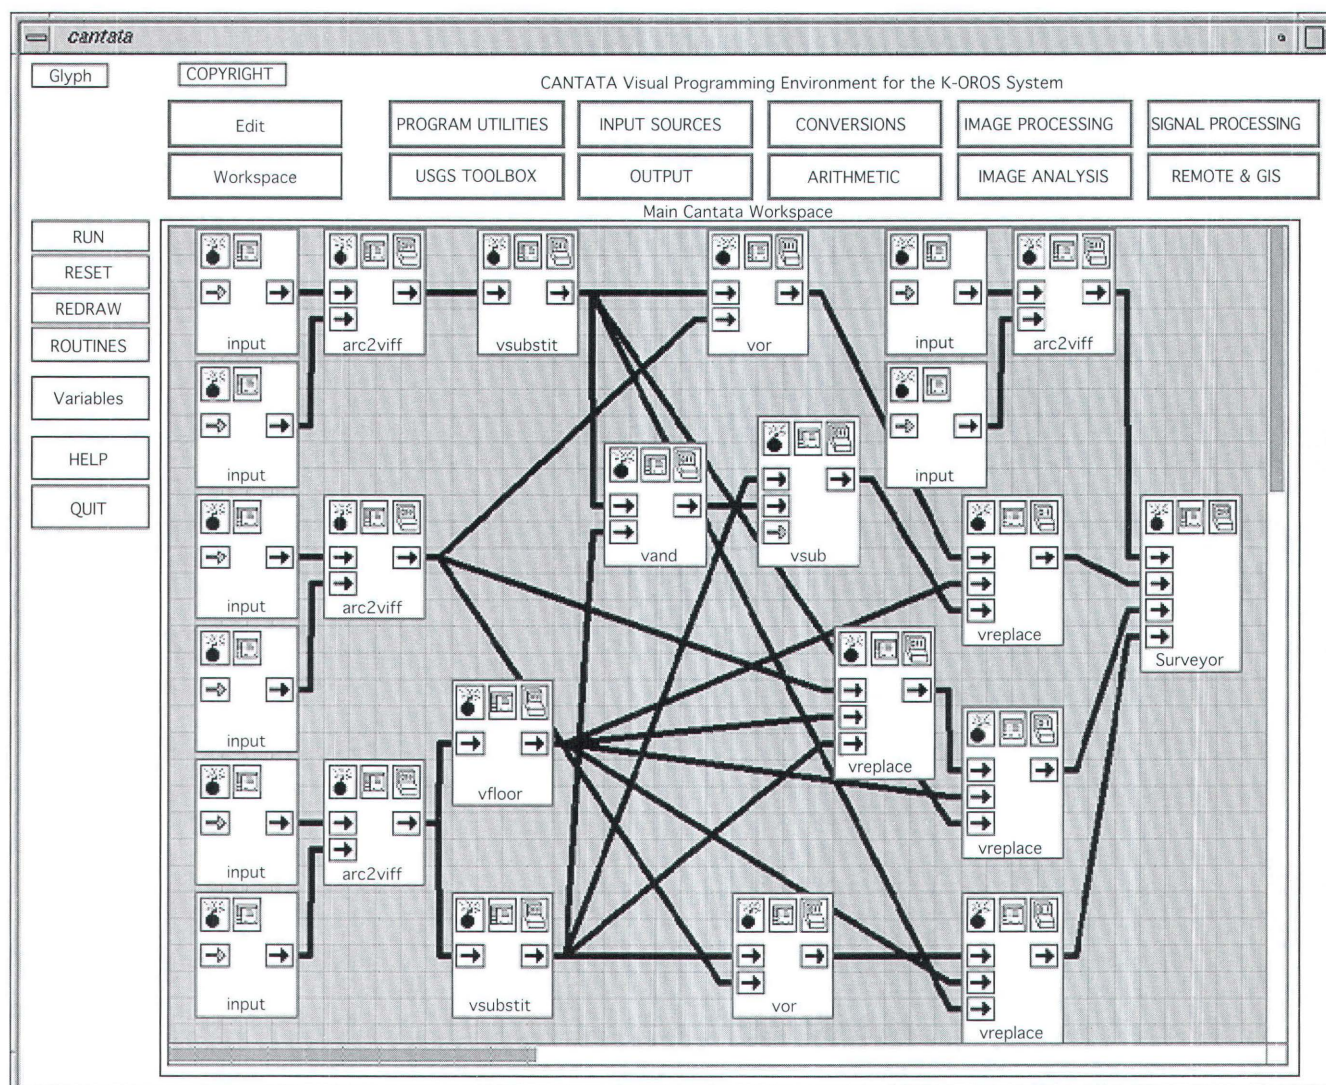 cantata
Glyph
COPYRIGHT
CANTATA Visual Programming Environment for the K-OROS System
Edit
PROGRAM UTILITIES
INPUT SOURCES
CONVERSIONS
IMAGE PROCESSING
SIGNAL PROCESSING
Workspace
USGS TOOLBOX
OUTPUT
ARITHMETIC
IMAGE ANALYSIS
REMOTE & GIS
Main Cantata Workspace
RUN
RESET
REDRAW
ROUTINES
Variables
HELP
QUIT
input
arc2viff
vsubstit
vor
input
arc2viff
input
input
vand
vsub
input
arc2viff
vreplace
Surveyor
input
vfloor
vreplace
vreplace
input
arc2viff
input
vsubstit
vor
vreplace